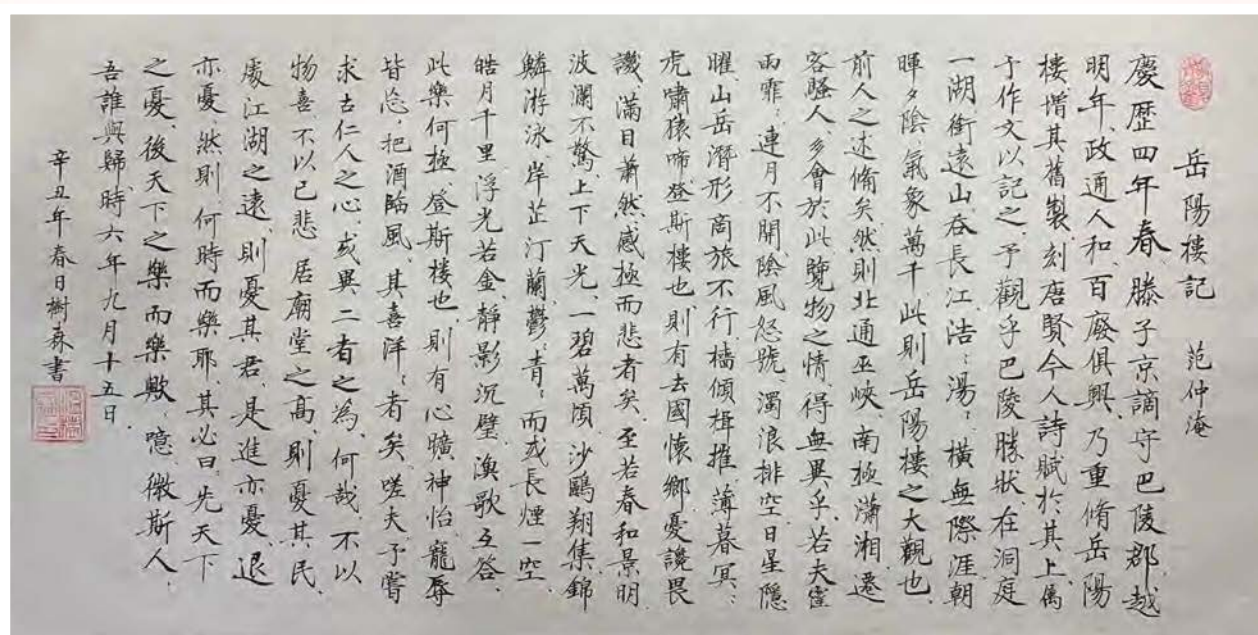 岳陽樓記 范仲淹
慶歷四年春、滕子京謫守巴陵郡、越
明年、政通人和百廢俱興、乃重脩岳陽
樓增其舊製刻唐賢今人詩賦於其上、屬
予作文以記之、予觀乎巴陵勝狀、在洞庭
一湖銜遠山吞長江浩:湯:橫無際涯朝
暉夕陰氣象萬千此則岳陽樓之大觀也、
前人之述備矣、然則北通巫峽、南極瀟湘、遷
客騷人、多會於此、覽物之情、得無異乎、若夫霪
雨霏:連月不開、陰風怒號、濁浪排空、日星隱
曜山岳潛形、商旅不行、檣傾楫摧、薄暮冥:
虎嘯猿啼、登斯樓也則有去國懷鄉、憂讒畏
譏、滿目蕭然、感極而悲者矣、至若春和景明
波瀾不驚、上下天光、一碧萬頃、沙鷗翔集、錦
鱗游泳、岸芷汀蘭、鬱:青:而或長煙一空、
皓月千里、浮光若金、靜影沉璧、漁歌互答、
此樂何極、登斯樓也、則有心曠神怡、寵辱
皆忘、把酒臨風、其喜洋:者矣、嗟夫、予嘗
求古仁人之心、或異二者之為、何哉、不以
物喜、不以己悲、居廟堂之高、則憂其民、
處江湖之遠、則憂其君、是進亦憂、退
亦憂、然則、何時而樂耶、其必曰、先天下
之憂、後天下之樂而樂歟、噫、微斯人、
吾誰與歸、時六年九月十五日、
辛丑年春日樹森書